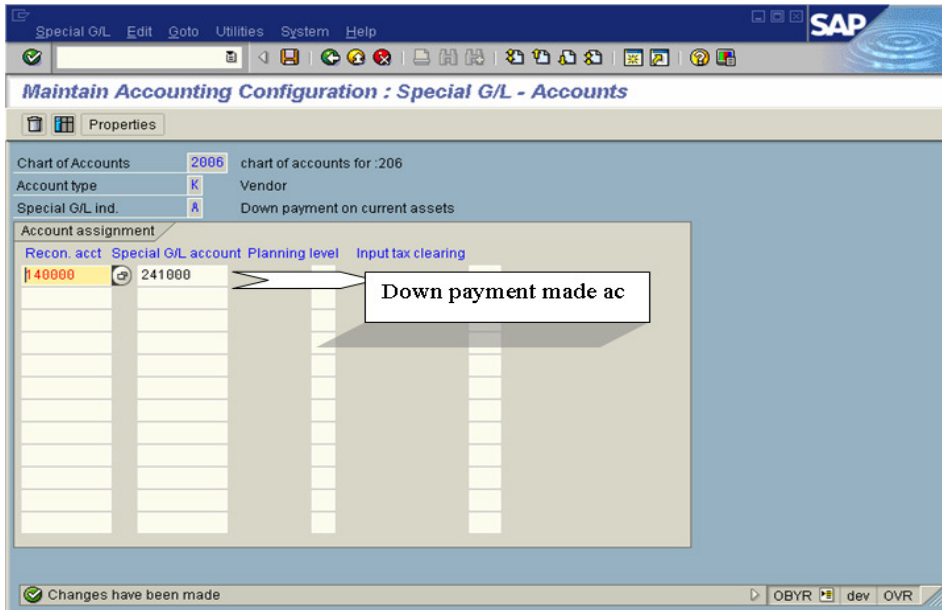 Special G/L Edit Goto Utilities System Help
SAP
Maintain Accounting Configuration : Special G/L - Accounts
Properties
Chart of Accounts 2006 chart of accounts for :206
Account type K Vendor
Special G/L ind. A Down payment on current assets
Account assignment
Recon. acct Special G/L account Planning level Input tax clearing
140000 241000
Down payment made ac
Changes have been made OBYR dev OVR